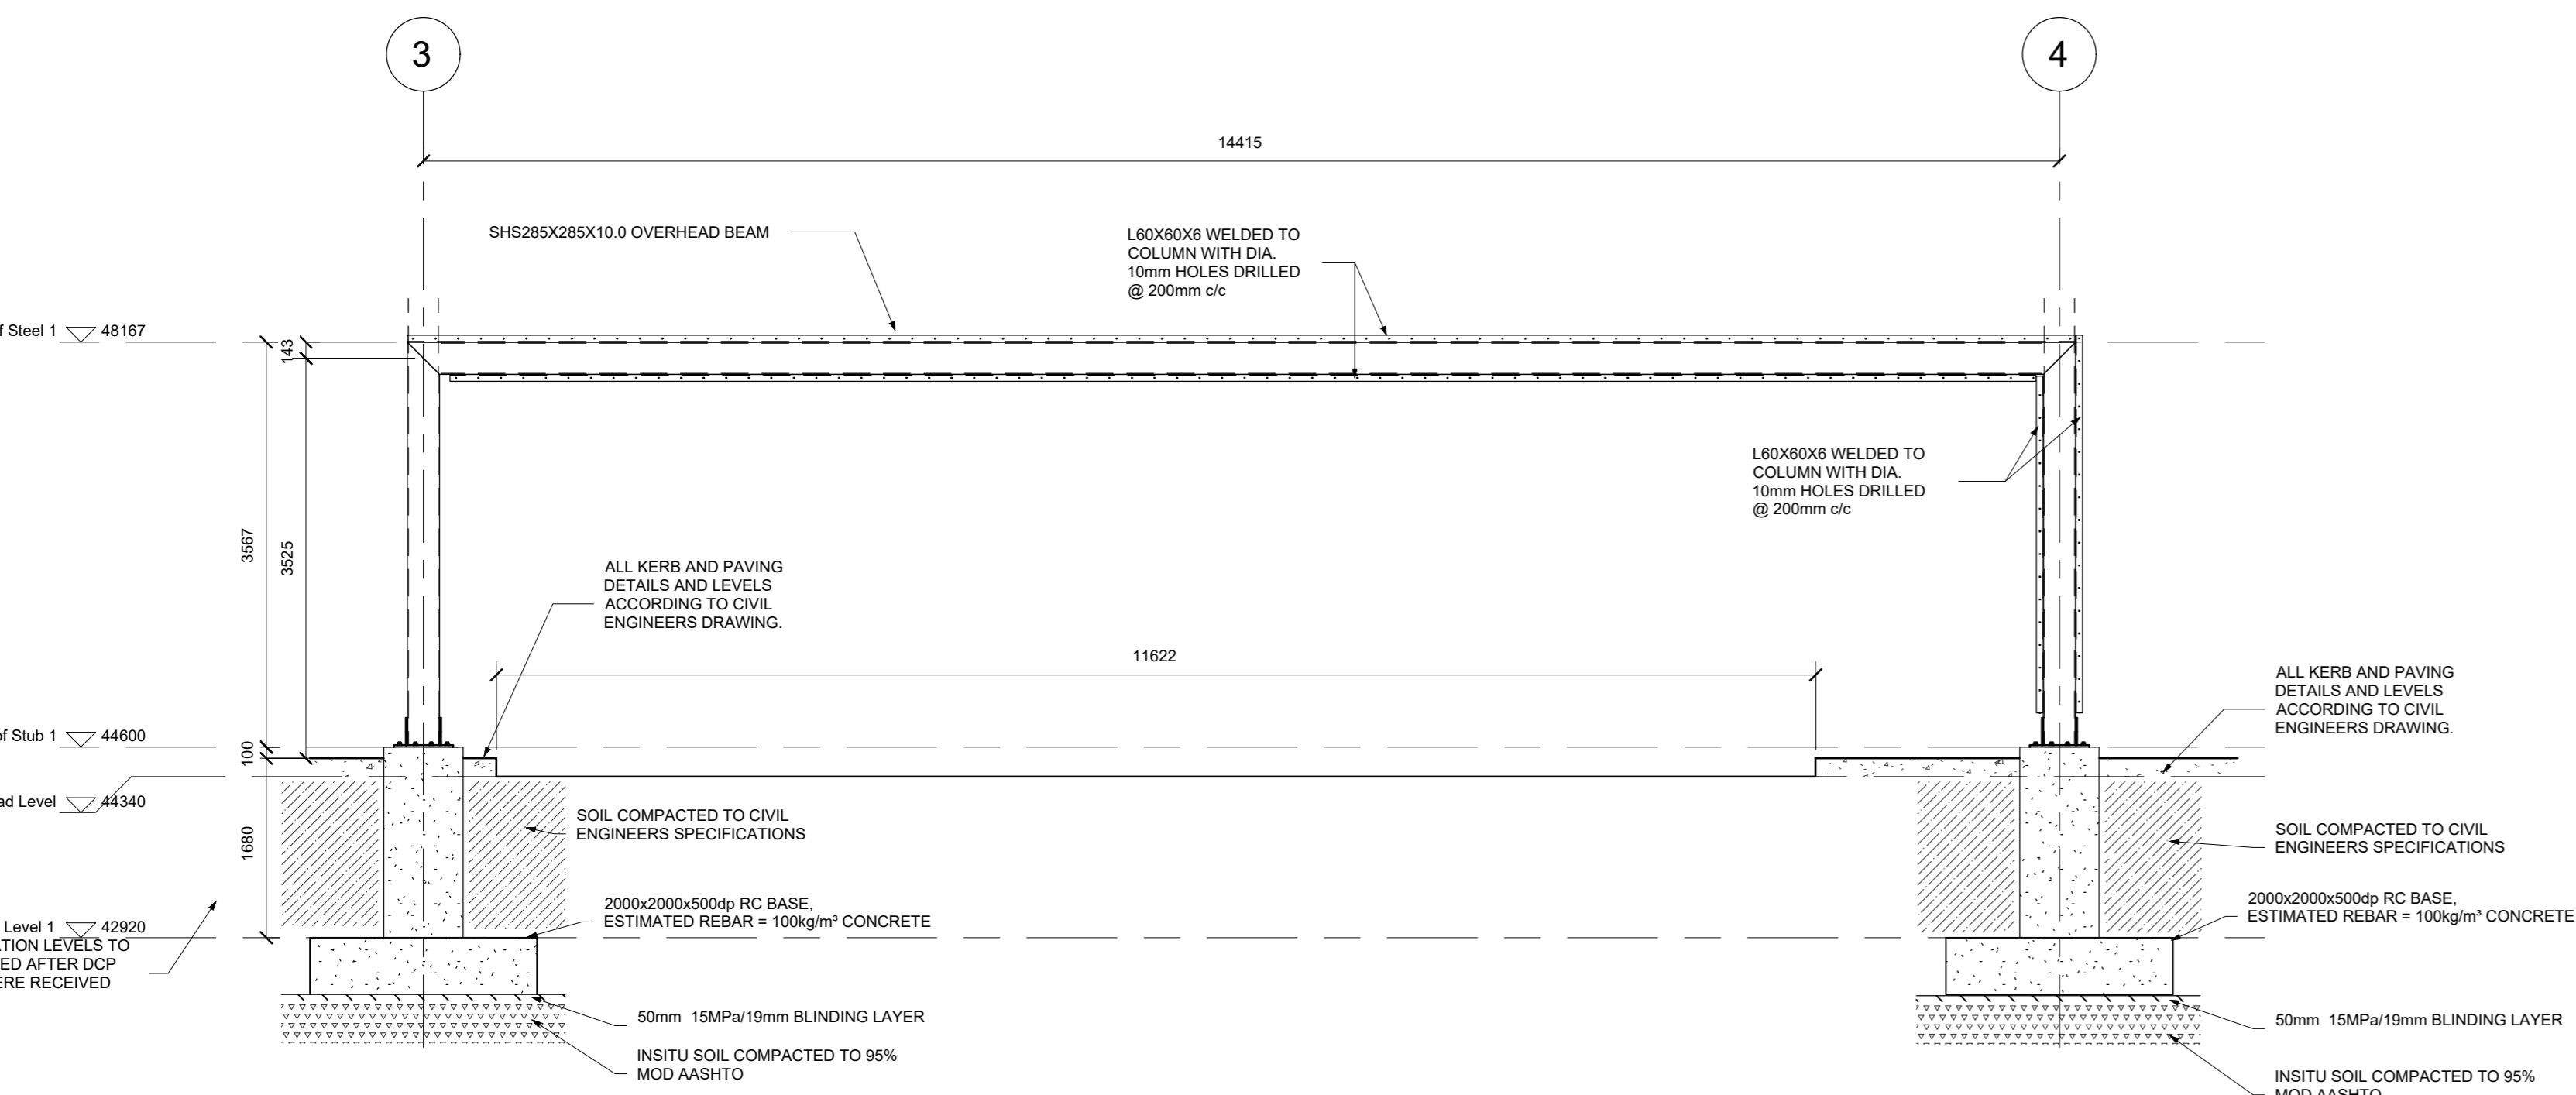 3
4
14415
SHS285X285X10.0 OVERHEAD BEAM
L60X60X6 WELDED TO
COLUMN WITH DIA.
10mm HOLES DRILLED
@ 200mm c/c
Steel 1 48167
143
L60X60X6 WELDED TO
COLUMN WITH DIA.
10mm HOLES DRILLED
@ 200mm c/c
3567
3525
ALL KERB AND PAVING
DETAILS AND LEVELS
ACCORDING TO CIVIL
ENGINEERS DRAWING.
11622
ALL KERB AND PAVING
DETAILS AND LEVELS
ACCORDING TO CIVIL
ENGINEERS DRAWING.
of Stub 1 44600
100
Level 44340
1680
SOIL COMPACTED TO CIVIL
ENGINEERS SPECIFICATIONS
SOIL COMPACTED TO CIVIL
ENGINEERS SPECIFICATIONS
2000x2000x500dp RC BASE,
ESTIMATED REBAR = 100kg/m³ CONCRETE
2000x2000x500dp RC BASE,
ESTIMATED REBAR = 100kg/m³ CONCRETE
Level 1 42920
ATION LEVELS TO
ED AFTER DCP
ERE RECEIVED
50mm 15MPa/19mm BLINDING LAYER
INSITU SOIL COMPACTED TO 95%
MOD AASHTO
50mm 15MPa/19mm BLINDING LAYER
INSITU SOIL COMPACTED TO 95%
MOD AASHTO